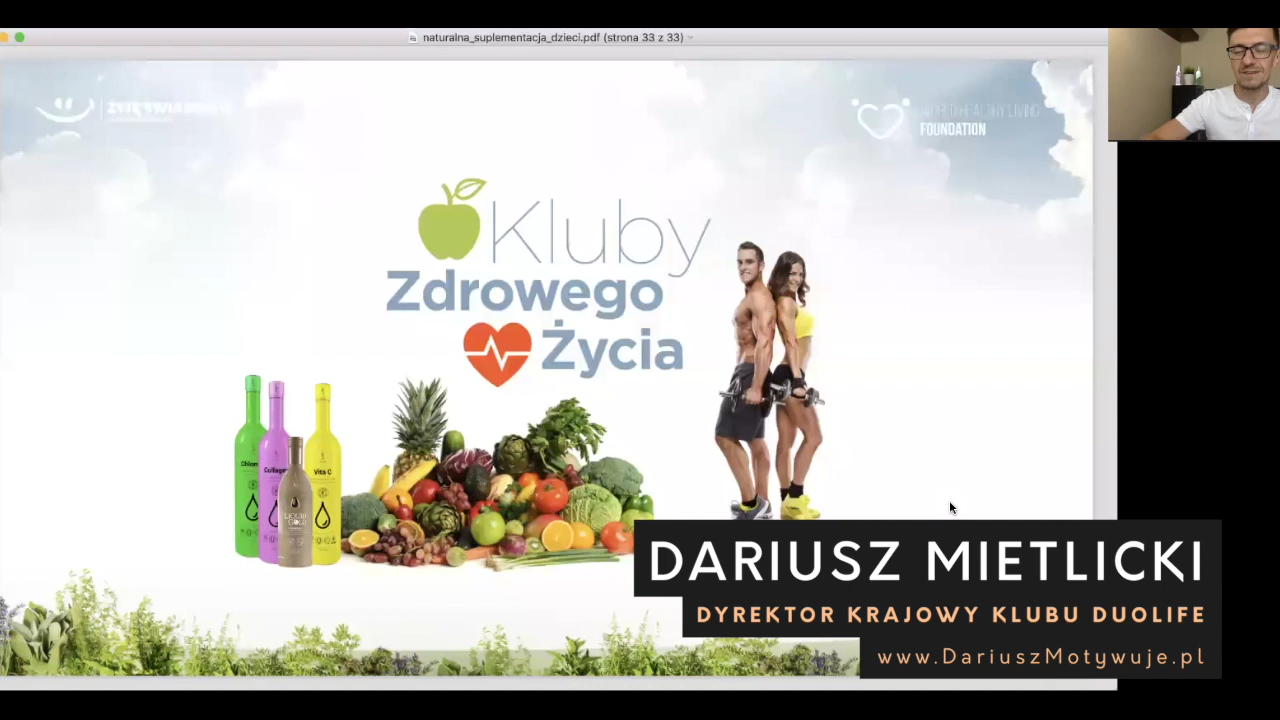 naturalna_suplementacja_dzieci.pdf (strona 33 z 33)
FOUNDATION
Kluby
Zdrowego
Życia
Collagen
Vita C
DARIUSZ MIETLICKI
DYREKTOR KRAJOWY KLUBU DUOLIFE
www.DariuszMotywuje.pl